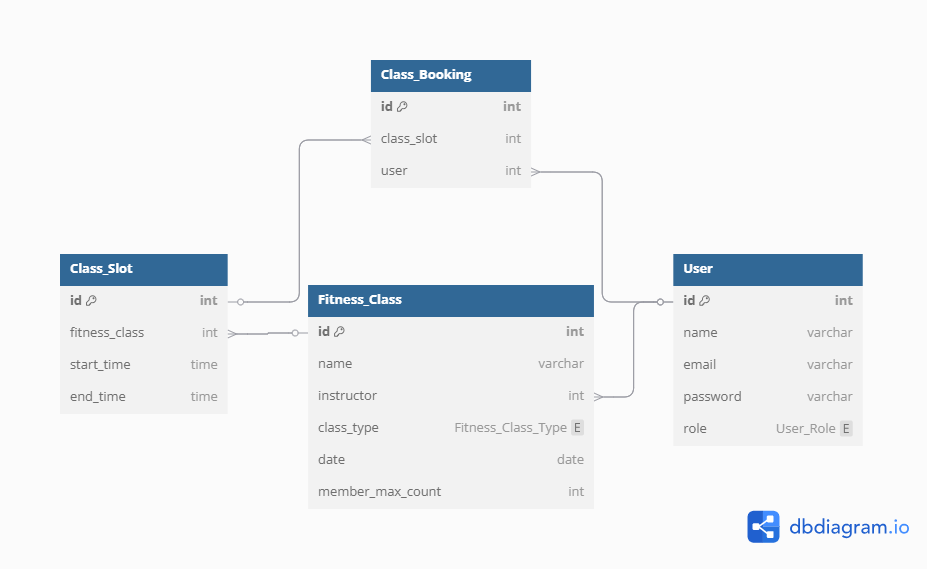 Class_Booking
id int
class_slot int
user int
Class_Slot
id int
fitness_class int
start_time time
end_time time
Fitness_Class
id int
name varchar
instructor int
class_type Fitness_Class_Type E
date date
member_max_count int
User
id int
name varchar
email varchar
password varchar
role User_Role E
dbdiagram.io